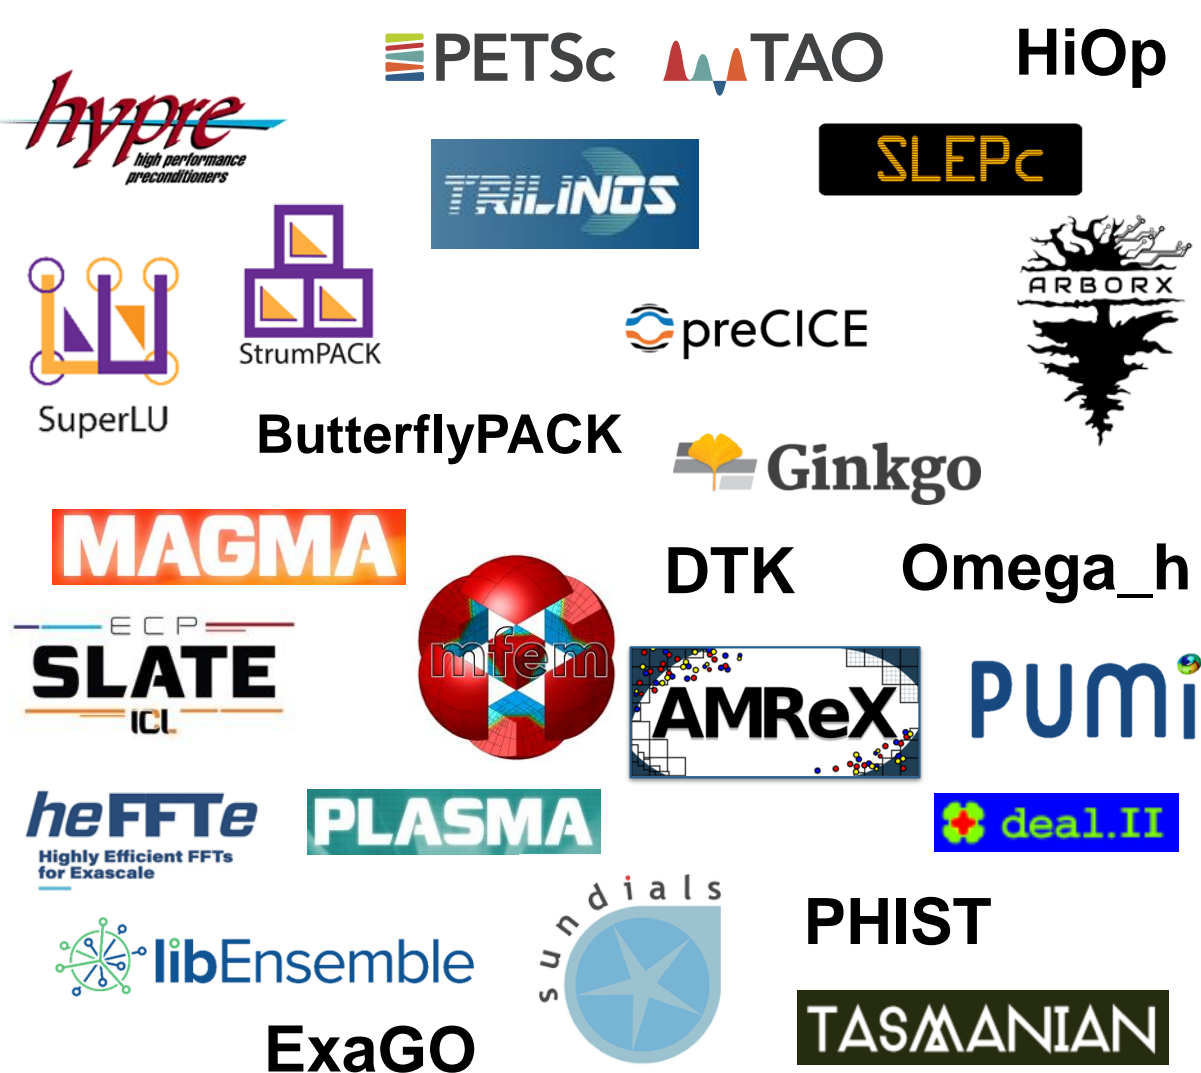 PETSc
TAO
HiOp
hypre
high performance
preconditioners
TRILINOS
SLEPc
ARBORX
StrumPACK
SuperLU
preCICE
ButterflyPACK
Ginkgo
MAGMA
DTK
Omega_h
ECP
SLATE
ICL
mfem
AMReX
PUMi
heFFTe
Highly Efficient FFTs
for Exascale
PLASMA
deal.II
sundials
PHIST
libEnsemble
TASMANIAN
ExaGO